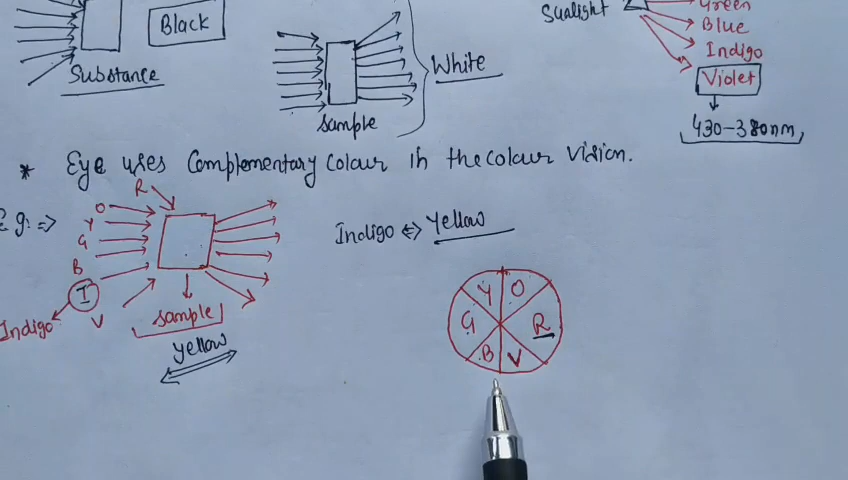 Black
Substance
Sample
White
Sualight
Green
Blue
Indigo
Violet
430-380nm
* Eye uses Complementary Colour in the colour vision.
E.g. =>
R
O
Y
G
B
I
V
Indigo
Sample
Yellow
Indigo <=> Yellow
Y O
G R
B V